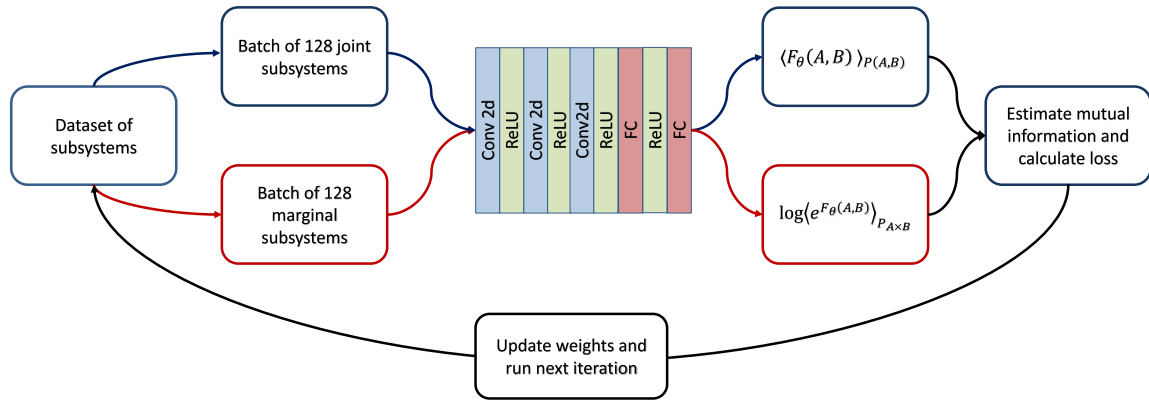 Dataset of
subsystems
Batch of 128 joint
subsystems
Batch of 128
marginal
subsystems
Conv 2d
ReLU
Conv 2d
ReLU
Conv2d
ReLU
FC
ReLU
FC
⟨F_θ(A, B) ⟩_{P(A,B)}
log⟨e^{F_θ(A,B)}⟩_{P_{A×B}}
Estimate mutual
information and
calculate loss
Update weights and
run next iteration